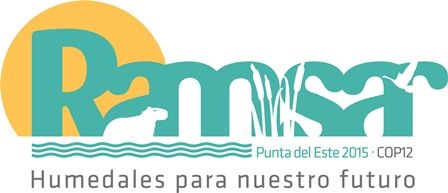 Ramsar
Punta del Este 2015 · COP12
Humedales para nuestro futuro